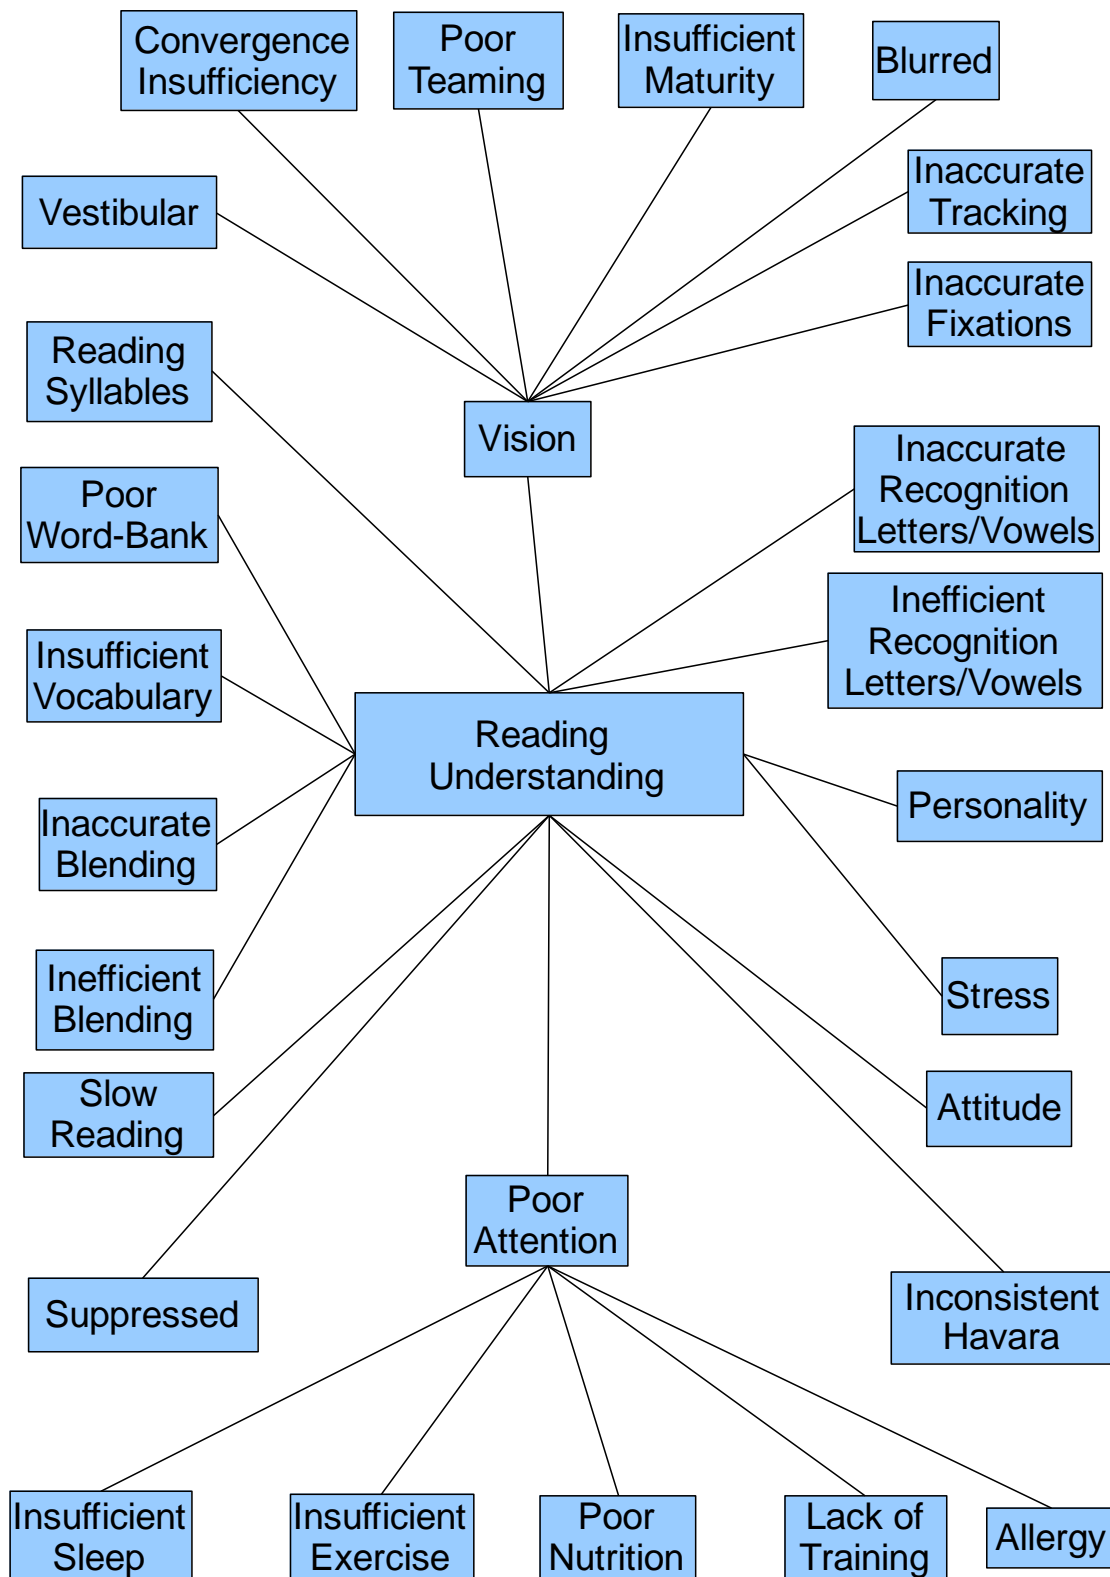 Convergence
Insufficiency
Poor
Teaming
Insufficient
Maturity
Blurred
Inaccurate
Tracking
Vestibular
Inaccurate
Fixations
Reading
Syllables
Vision
Inaccurate
Recognition
Letters/Vowels
Poor
Word-Bank
Inefficient
Recognition
Letters/Vowels
Insufficient
Vocabulary
Reading
Understanding
Personality
Inaccurate
Blending
Inefficient
Blending
Stress
Slow
Reading
Attitude
Poor
Attention
Suppressed
Inconsistent
Havara
Insufficient
Sleep
Insufficient
Exercise
Poor
Nutrition
Lack of
Training
Allergy